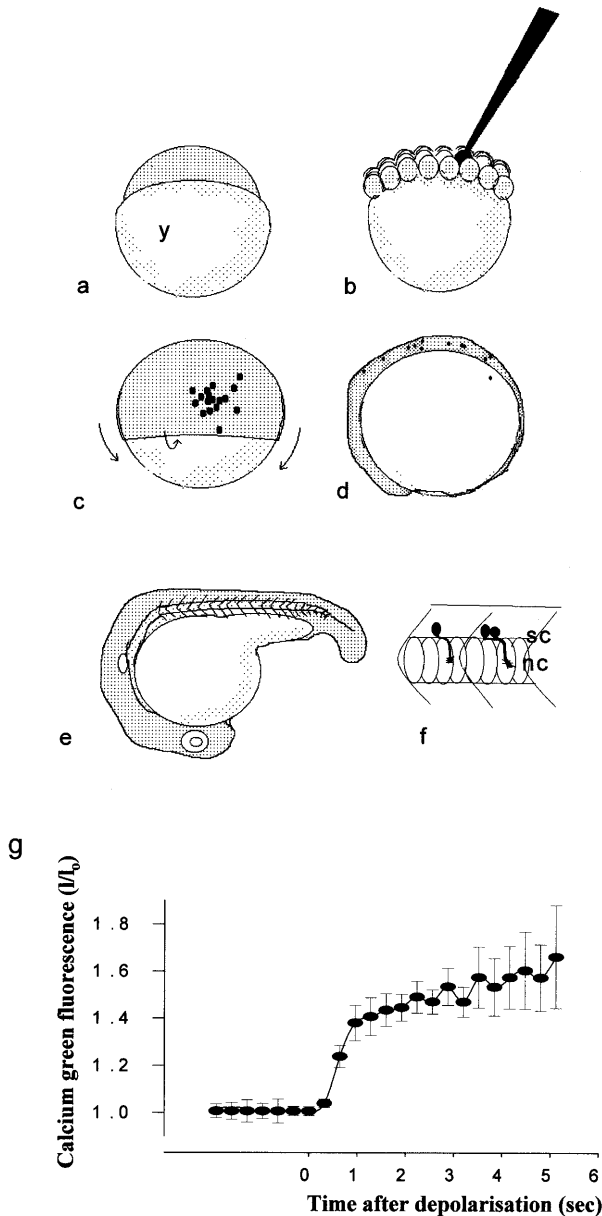 y
a
b
c
d
sc
nc
e
f
g
Calcium green fluorescence (I/I₀)
1.8
1.6
1.4
1.2
1.0
0 1 2 3 4 5 6
Time after depolarisation (sec)